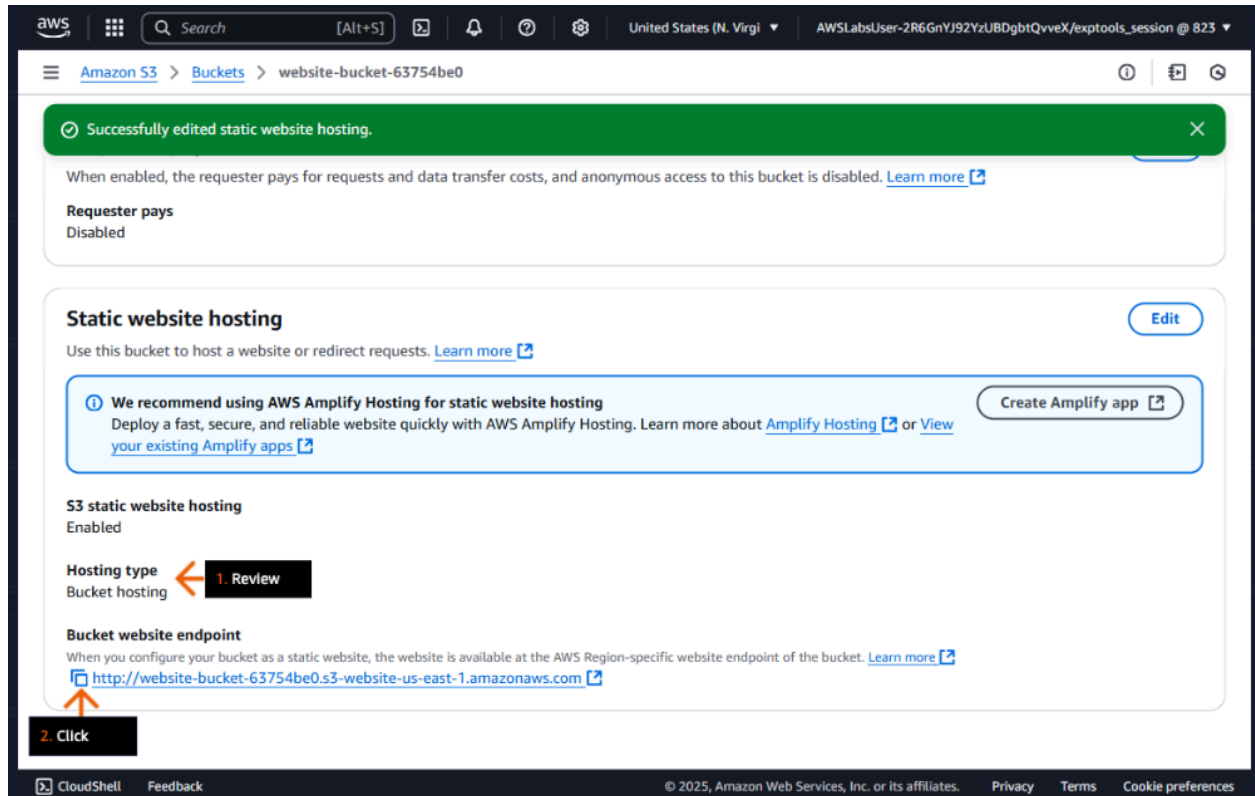 aws
Search [Alt+S] United States (N. Virgi AWSLabsUser-2R6GnYJ92YzUBDgbtQvveX/exptools_session @ 823
Amazon S3 > Buckets > website-bucket-63754be0
Successfully edited static website hosting.
When enabled, the requester pays for requests and data transfer costs, and anonymous access to this bucket is disabled. Learn more
Requester pays
Disabled
Static website hosting
Edit
Use this bucket to host a website or redirect requests. Learn more
We recommend using AWS Amplify Hosting for static website hosting
Create Amplify app
Deploy a fast, secure, and reliable website quickly with AWS Amplify Hosting. Learn more about Amplify Hosting or View
your existing Amplify apps
S3 static website hosting
Enabled
Hosting type
1. Review
Bucket hosting
Bucket website endpoint
When you configure your bucket as a static website, the website is available at the AWS Region-specific website endpoint of the bucket. Learn more
http://website-bucket-63754be0.s3-website-us-east-1.amazonaws.com
2. Click
CloudShell Feedback © 2025, Amazon Web Services, Inc. or its affiliates. Privacy Terms Cookie preferences